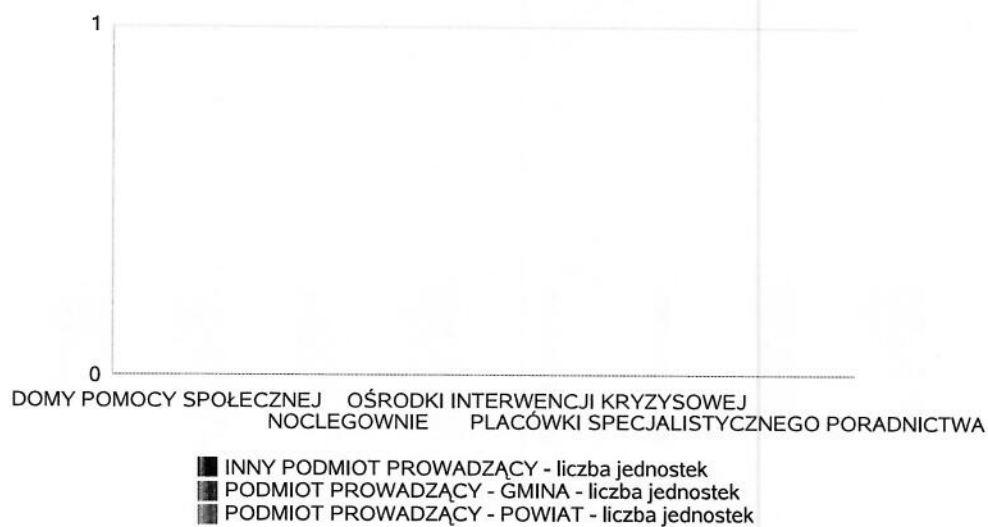 1
0
DOMY POMOCY SPOŁECZNEJ OŚRODKI INTERWENCJI KRYZYSOWEJ
NOCLEGOWNIE PLACÓWKI SPECJALISTYCZNEGO PORADNICTWA
INNY PODMIOT PROWADZĄCY - liczba jednostek
PODMIOT PROWADZĄCY - GMINA - liczba jednostek
PODMIOT PROWADZĄCY - POWIAT - liczba jednostek